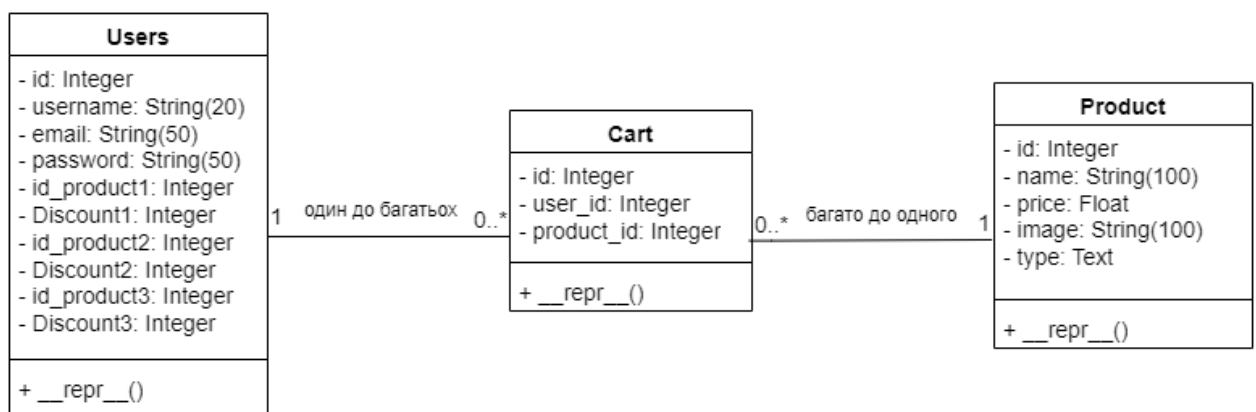 Users
- id: Integer
- username: String(20)
- email: String(50)
- password: String(50)
- id_product1: Integer
- Discount1: Integer
- id_product2: Integer
- Discount2: Integer
- id_product3: Integer
- Discount3: Integer
+ __repr__()
1 один до багатьох 0..*
Cart
- id: Integer
- user_id: Integer
- product_id: Integer
+ __repr__()
0..* багато до одного 1
Product
- id: Integer
- name: String(100)
- price: Float
- image: String(100)
- type: Text
+ __repr__()